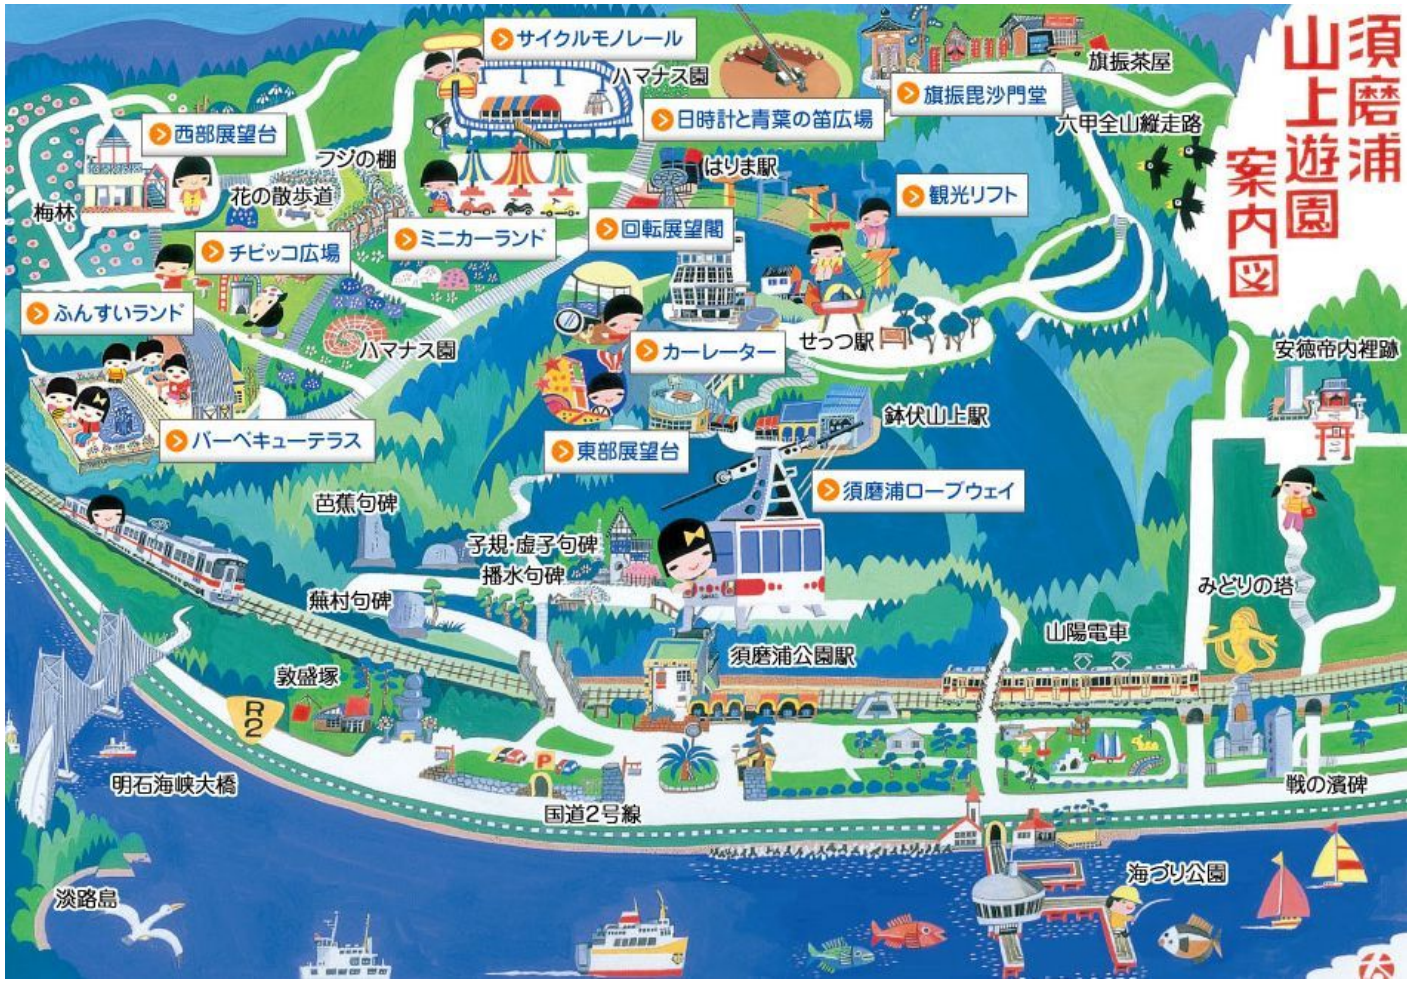 須磨浦
山上遊園
案内図
サイクルモノレール
ハマナス園
旗振茶屋
旗振毘沙門堂
日時計と青葉の笛広場
六甲全山縦走路
西部展望台
フジの棚
はりま駅
花の散歩道
梅林
観光リフト
回転展望閣
ミニカーランド
チビッコ広場
ふんすいランド
ハマナス園
カーレーター
せっつ駅
安徳帝内裡跡
鉢伏山上駅
バーベキューテラス
東部展望台
須磨浦ロープウェイ
芭蕉句碑
子規・虚子句碑
播水句碑
蕪村句碑
みどりの塔
山陽電車
須磨浦公園駅
敦盛塚
R2
P
明石海峡大橋
国道2号線
戦の濱碑
海づり公園
淡路島